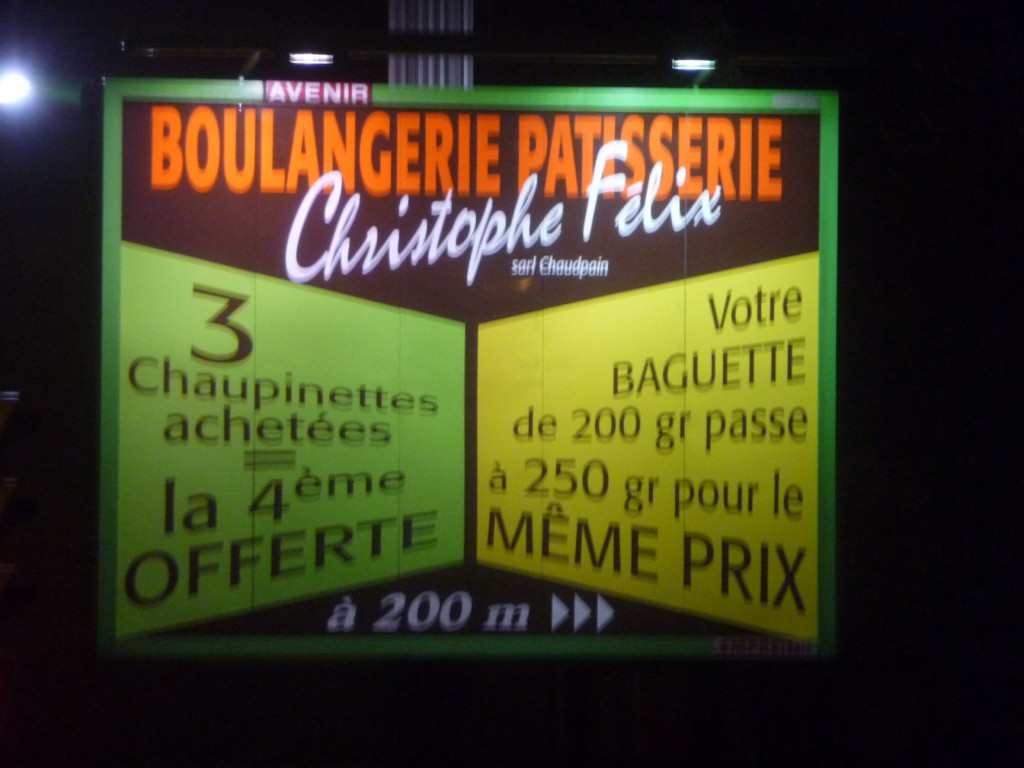 AVENIR
BOULANGERIE PATISSERIE
Christophe Félix
sarl Chaudpain
3
Chaupinettes
achetées
=
la 4ème
OFFERTE
Votre
BAGUETTE
de 200 gr passe
à 250 gr pour le
MÊME PRIX
à 200 m